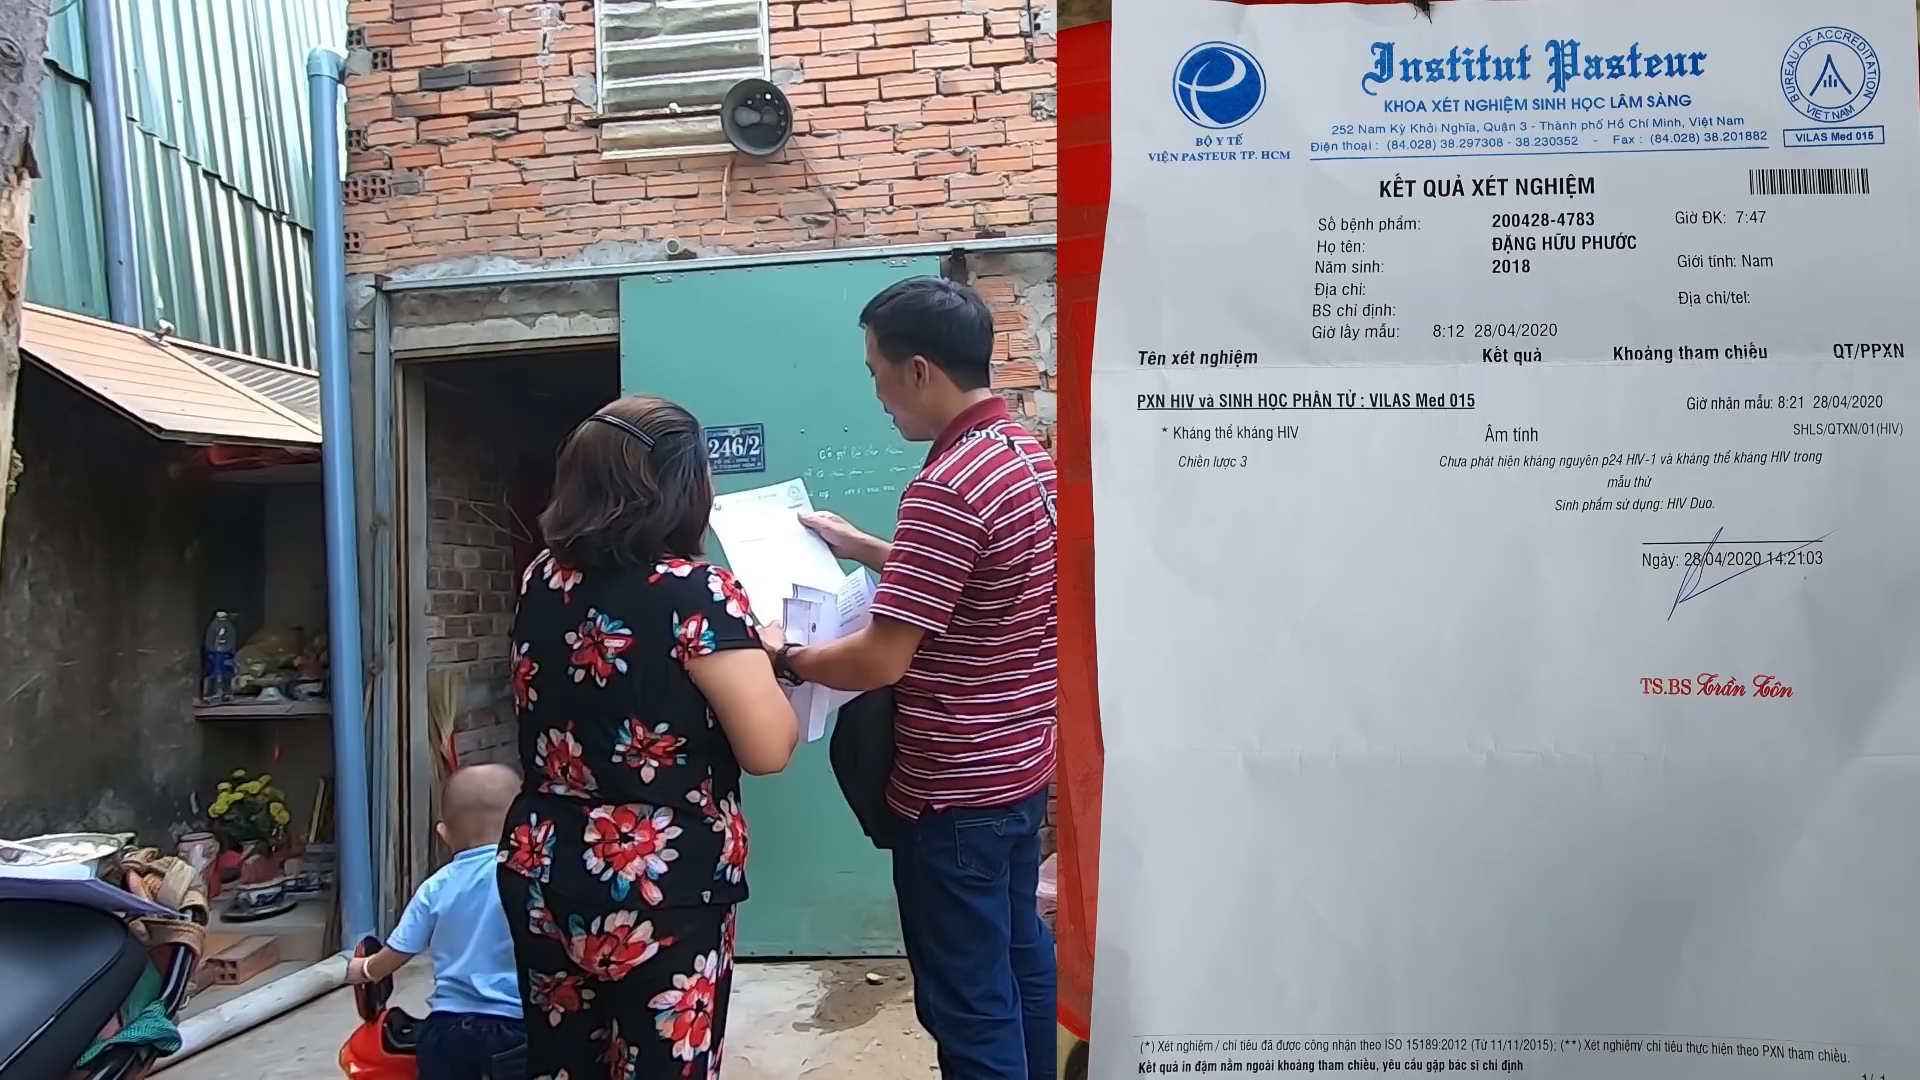 246/2
Institut Pasteur
KHOA XÉT NGHIỆM SINH HỌC LÂM SÀNG
252 Nam Kỳ Khởi Nghĩa, Quận 3 - Thành phố Hồ Chí Minh, Việt Nam
Điện thoại : (84.028) 38.297308 - 38.230352 - Fax : (84.028) 38.201882
BỘ Y TẾ
VIỆN PASTEUR TP. HCM
BUREAU OF ACCREDITATION
VIET NAM
VILAS Med 015
KẾT QUẢ XÉT NGHIỆM
Số bệnh phẩm: 200428-4783 Giờ ĐK: 7:47
Họ tên: ĐẶNG HỮU PHƯỚC
Năm sinh: 2018 Giới tính: Nam
Địa chỉ: Địa chỉ/tel:
BS chỉ định:
Giờ lấy mẫu: 8:12 28/04/2020
Tên xét nghiệm Kết quả Khoảng tham chiếu QT/PPXN
PXN HIV và SINH HỌC PHÂN TỬ : VILAS Med 015 Giờ nhận mẫu: 8:21 28/04/2020
* Kháng thể kháng HIV Âm tính SHLS/QTXN/01(HIV)
Chiến lược 3 Chưa phát hiện kháng nguyên p24 HIV-1 và kháng thể kháng HIV trong
mẫu thử
Sinh phẩm sử dụng: HIV Duo.
Ngày: 28/04/2020 14:21:03
TS.BS Trần Tôn
(*) Xét nghiệm / chỉ tiêu đã được công nhận theo ISO 15189:2012 (Từ 11/11/2015); (**) Xét nghiệm/ chỉ tiêu thực hiện theo PXN tham chiếu.
Kết quả in đậm nằm ngoài khoảng tham chiếu, yêu cầu gặp bác sĩ chỉ định